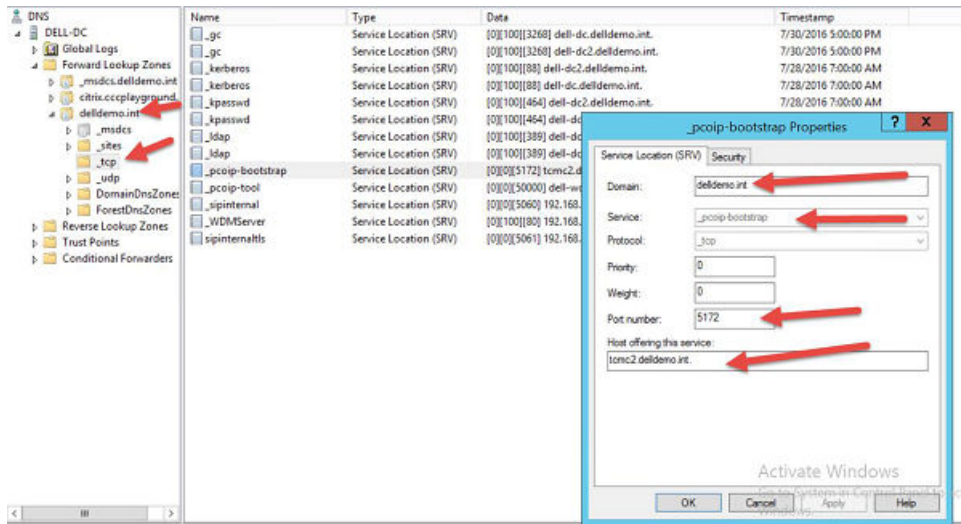 DNS
DELL-DC
Global Logs
Forward Lookup Zones
_msdcs.delldemo.int
citrix.cccplayground.
delldemo.int
_msdcs
_sites
_tcp
_udp
DomainDnsZones
ForestDnsZones
Reverse Lookup Zones
Trust Points
Conditional Forwarders
Name Type Data Timestamp
_gc Service Location (SRV) [0][100][3268] dell-dc.delldemo.int. 7/30/2016 5:00:00 PM
_gc Service Location (SRV) [0][100][3268] dell-dc2.delldemo.int. 7/30/2016 5:00:00 PM
_kerberos Service Location (SRV) [0][100][88] dell-dc2.delldemo.int. 7/28/2016 7:00:00 AM
_kerberos Service Location (SRV) [0][100][88] dell-dc.delldemo.int. 7/28/2016 7:00:00 AM
_kpasswd Service Location (SRV) [0][100][464] dell-dc2.delldemo.int. 7/28/2016 7:00:00 AM
_kpasswd Service Location (SRV) [0][100][464] dell-dc
_ldap Service Location (SRV) [0][100][389] dell-dc
_ldap Service Location (SRV) [0][100][389] dell-dc
_pcoip-bootstrap Service Location (SRV) [0][0][5172] tcmc2.d
_pcoip-tool Service Location (SRV) [0][0][50000] dell-wo
_sipinternal Service Location (SRV) [0][0][5060] 192.168.
_WDMServer Service Location (SRV) [0][100][80] 192.168.
sipinternaltls Service Location (SRV) [0][0][5061] 192.168.
_pcoip-bootstrap Properties ? X
Service Location (SRV) Security
Domain: delldemo.int
Service: _pcoip-bootstrap
Protocol: _tcp
Priority: 0
Weight: 0
Port number: 5172
Host offering this service:
tcmc2.delldemo.int.
Activate Windows
Go to System in Control Panel to
Windows.
OK Cancel Apply Help